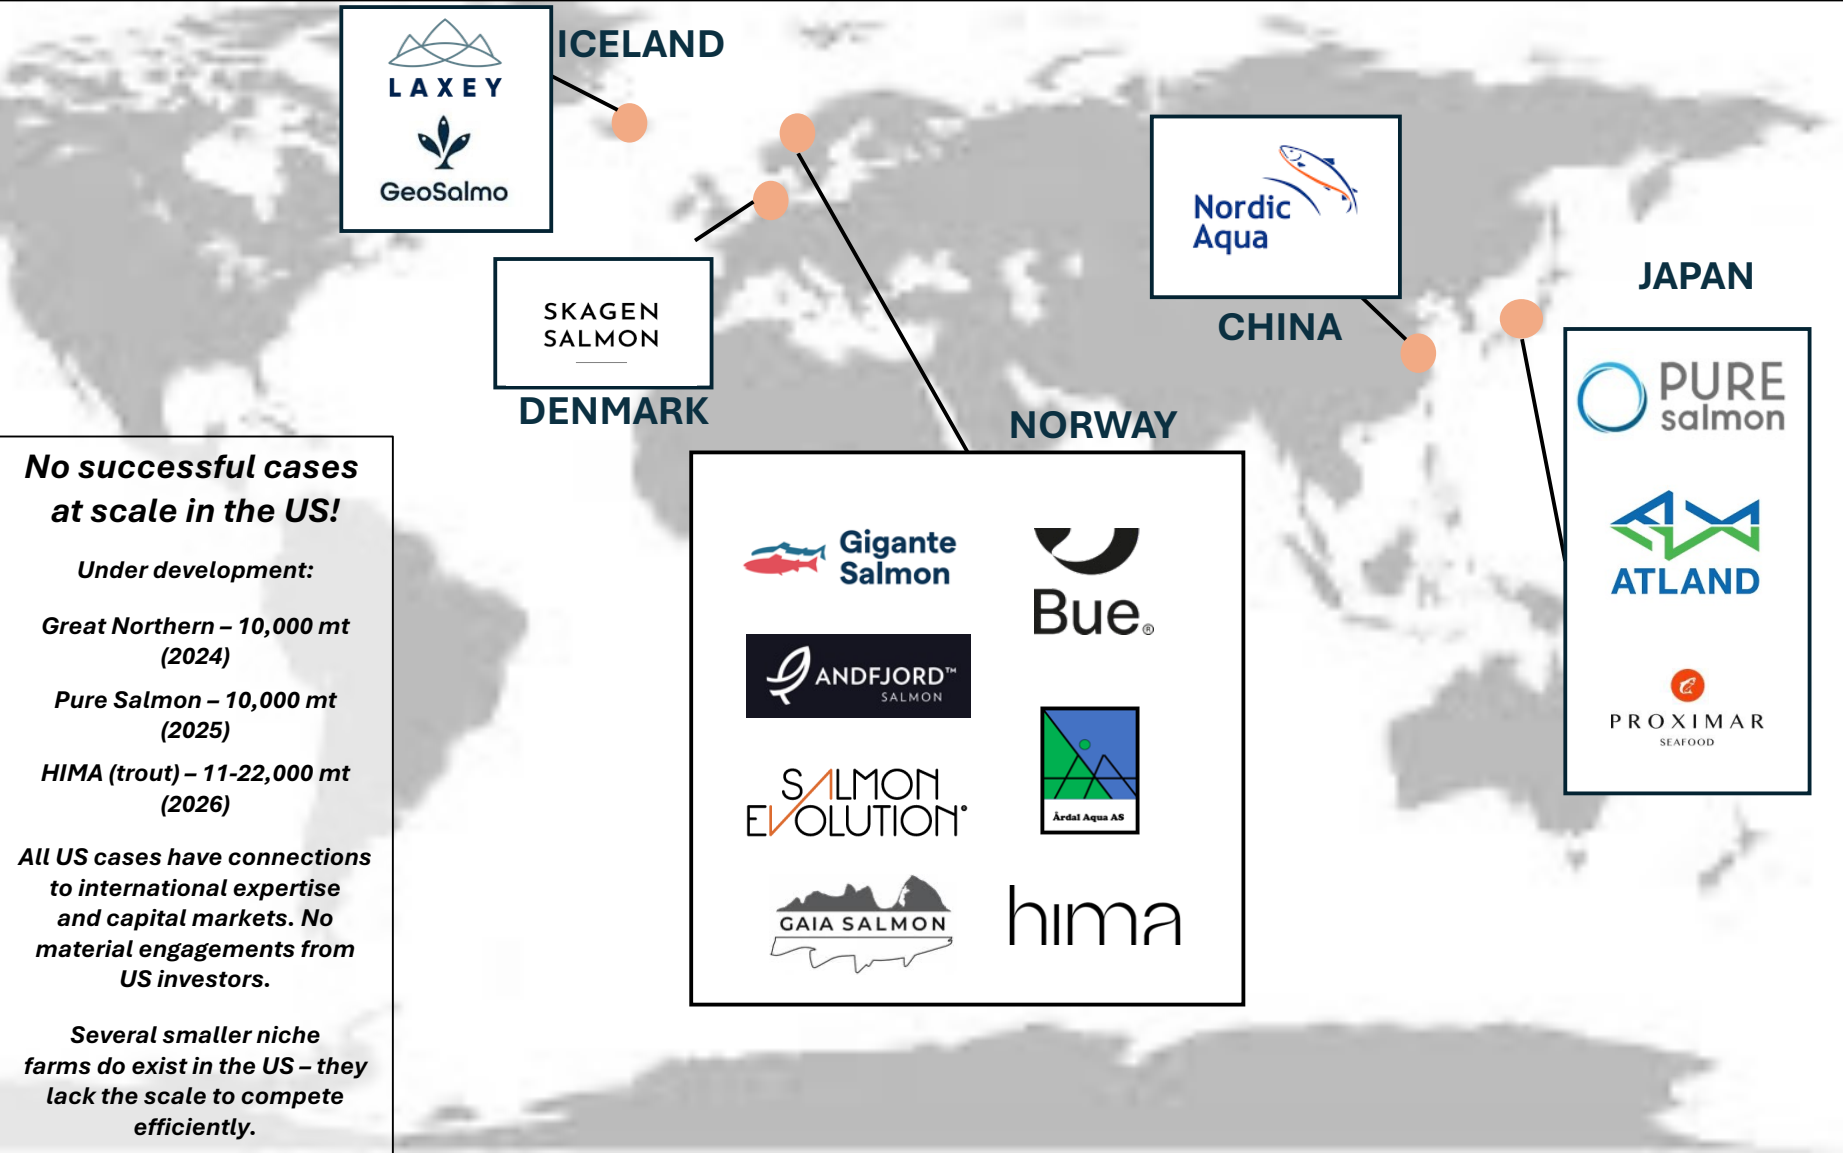 ICELAND
LAXEY
GeoSalmo
SKAGEN
SALMON
DENMARK
Nordic
Aqua
CHINA
JAPAN
PURE
salmon
ATLAND
PROXIMAR
SEAFOOD
NORWAY
Gigante
Salmon
Bue®
ANDFJORD™
SALMON
SALMON
EVOLUTION
Årdal Aqua AS
GAIA SALMON
hima
No successful cases
at scale in the US!
Under development:
Great Northern – 10,000 mt
(2024)
Pure Salmon – 10,000 mt
(2025)
HIMA (trout) – 11-22,000 mt
(2026)
All US cases have connections
to international expertise
and capital markets. No
material engagements from
US investors.
Several smaller niche
farms do exist in the US – they
lack the scale to compete
efficiently.